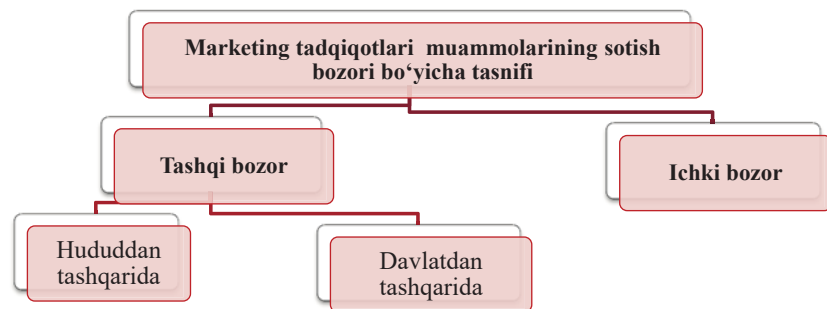 Marketing tadqiqotlari muammolarining sotish
bozori bo‘yicha tasnifi
Tashqi bozor
Ichki bozor
Hududdan
tashqarida
Davlatdan
tashqarida